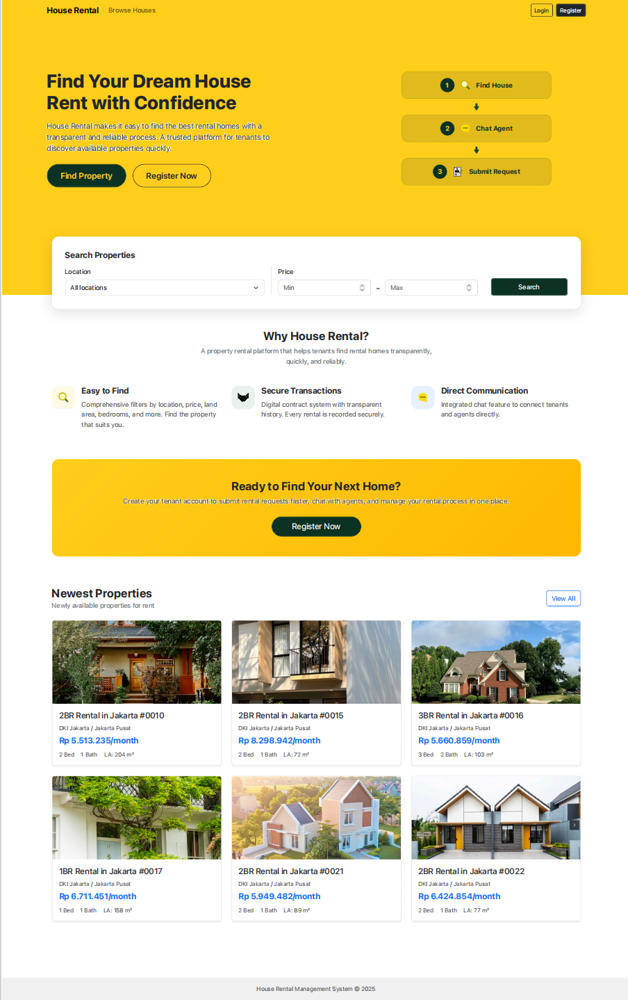 House Rental
Browse Houses
Login
Register
Find Your Dream House
Rent with Confidence
House Rental makes it easy to find the best rental homes with a
transparent and reliable process. A trusted platform for tenants to
discover available properties quickly.
Find Property
Register Now
1 Find House
2 Chat Agent
3 Submit Request
Search Properties
Location
All locations
Price
Min
–
Max
Search
Why House Rental?
A property rental platform that helps tenants find rental homes transparently,
quickly, and reliably.
Easy to Find
Comprehensive filters by location, price, land
area, bedrooms, and more. Find the property
that suits you.
Secure Transactions
Digital contract system with transparent
history. Every rental is recorded securely.
Direct Communication
Integrated chat feature to connect tenants
and agents directly.
Ready to Find Your Next Home?
Create your tenant account to submit rental requests faster, chat with agents, and manage your rental process in one place.
Register Now
Newest Properties
Newly available properties for rent
View All
2BR Rental in Jakarta #0010
DKI Jakarta / Jakarta Pusat
Rp 5.513.235/month
2 Bed 1 Bath LA: 204 m²
2BR Rental in Jakarta #0015
DKI Jakarta / Jakarta Pusat
Rp 8.298.942/month
2 Bed 1 Bath LA: 72 m²
3BR Rental in Jakarta #0016
DKI Jakarta / Jakarta Pusat
Rp 5.660.859/month
3 Bed 2 Bath LA: 103 m²
1BR Rental in Jakarta #0017
DKI Jakarta / Jakarta Pusat
Rp 6.711.451/month
1 Bed 1 Bath LA: 158 m²
2BR Rental in Jakarta #0021
DKI Jakarta / Jakarta Pusat
Rp 5.949.482/month
2 Bed 1 Bath LA: 89 m²
2BR Rental in Jakarta #0022
DKI Jakarta / Jakarta Pusat
Rp 6.424.854/month
2 Bed 1 Bath LA: 77 m²
House Rental Management System © 2025